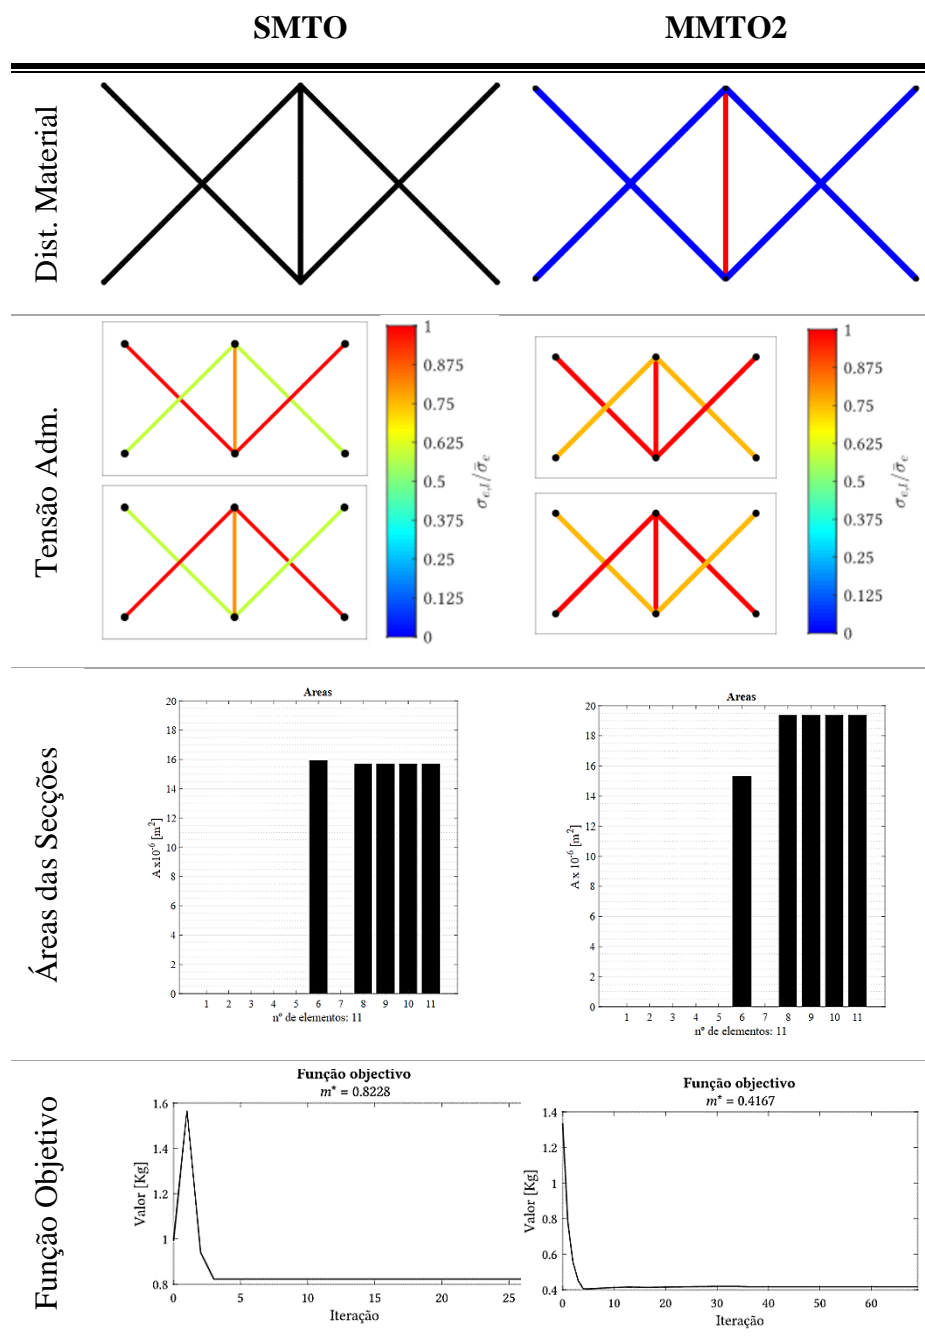 SMTO MMTO2
Dist. Material
Tensão Adm.
1
0.875
0.75
0.625
0.5
0.375
0.25
0.125
0
σe,I/σ̄e
1
0.875
0.75
0.625
0.5
0.375
0.25
0.125
0
σe,I/σ̄e
Áreas das Secções
Areas
20
18
16
14
12
10
8
6
4
2
0
A x10-6 [m2]
1 2 3 4 5 6 7 8 9 10 11
nº de elementos: 11
Areas
20
18
16
14
12
10
8
6
4
2
0
A x 10-6 [m2]
1 2 3 4 5 6 7 8 9 10 11
nº de elementos: 11
Função Objetivo
Função objectivo
m* = 0.8228
1.6
1.4
1.2
1
0.8
Valor [Kg]
0 5 10 15 20 25
Iteração
Função objectivo
m* = 0.4167
1.4
1.2
1
0.8
0.6
0.4
Valor [Kg]
0 10 20 30 40 50 60
Iteração